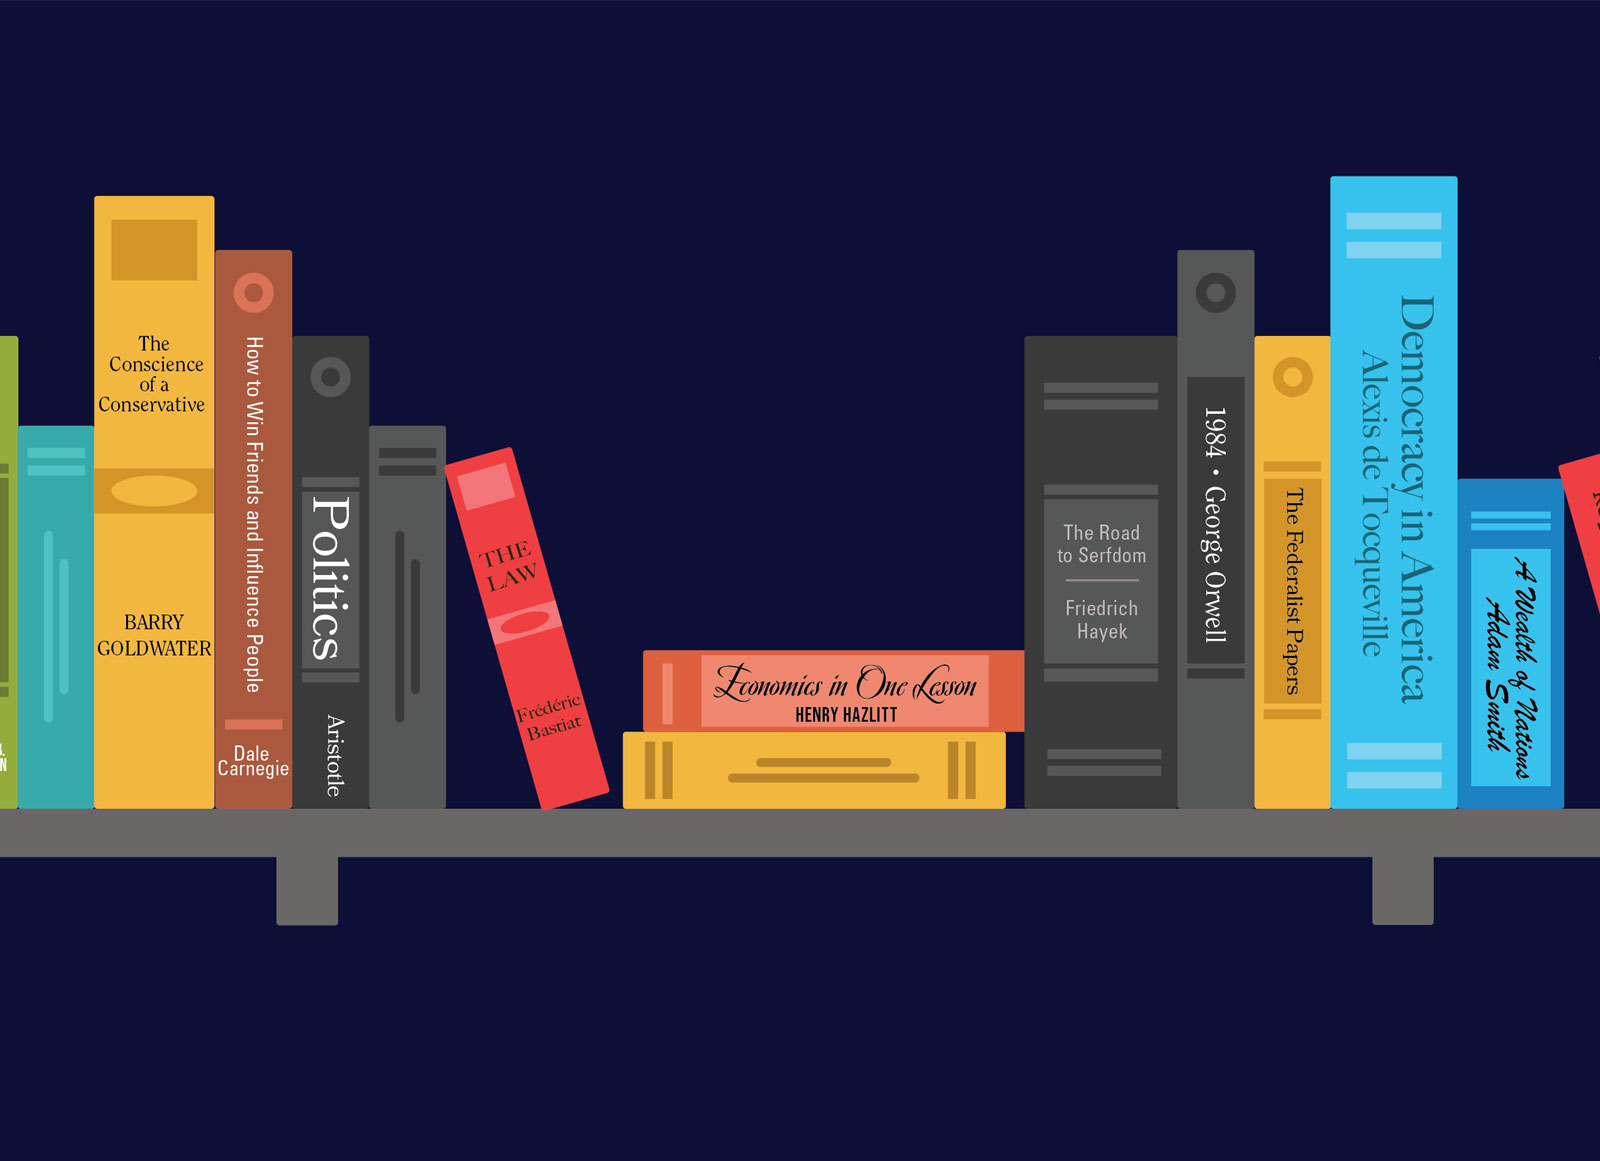 The
Conscience
of a
Conservative
BARRY
GOLDWATER
How to Win Friends and Influence People
Dale
Carnegie
Politics
Aristotle
THE
LAW
Frédéric
Bastiat
Economics in One Lesson
HENRY HAZLITT
The Road
to Serfdom
Friedrich
Hayek
1984 • George Orwell
The Federalist Papers
Democracy in America
Alexis de Tocqueville
A Wealth of Nations
Adam Smith